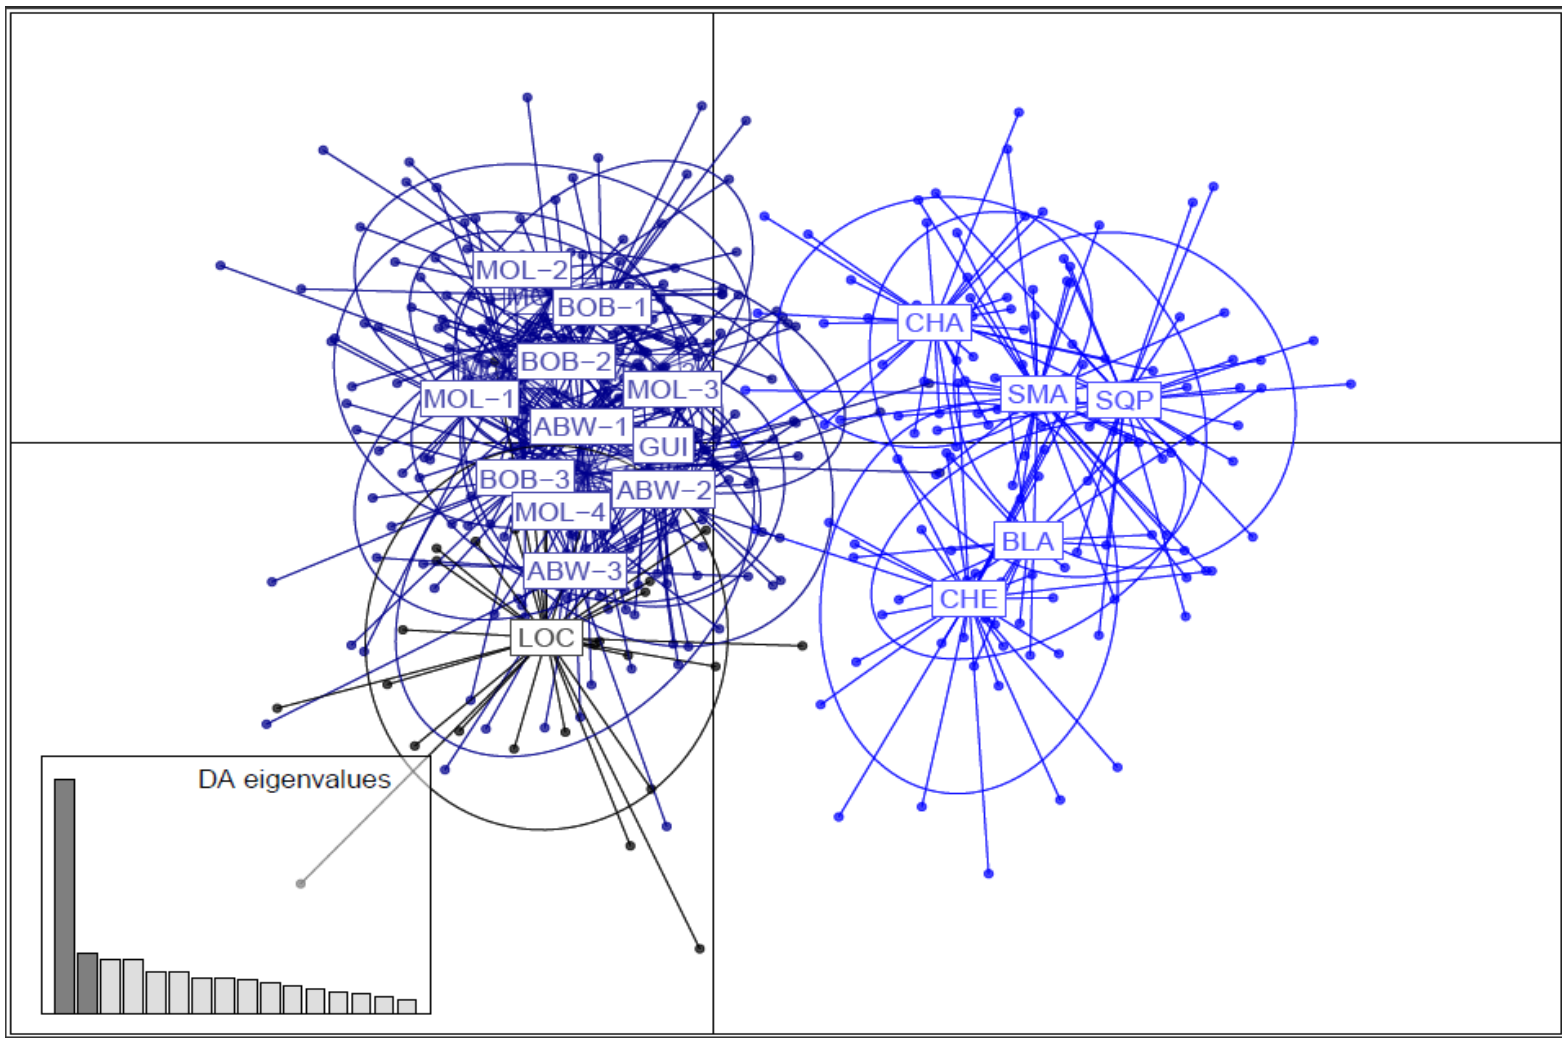 MOL−2
BOB−1
CHA
BOB−2
MOL−3
MOL−1
SMA
SQP
ABW−1
GUI
BOB−3
ABW−2
MOL−4
BLA
ABW−3
CHE
LOC
DA eigenvalues